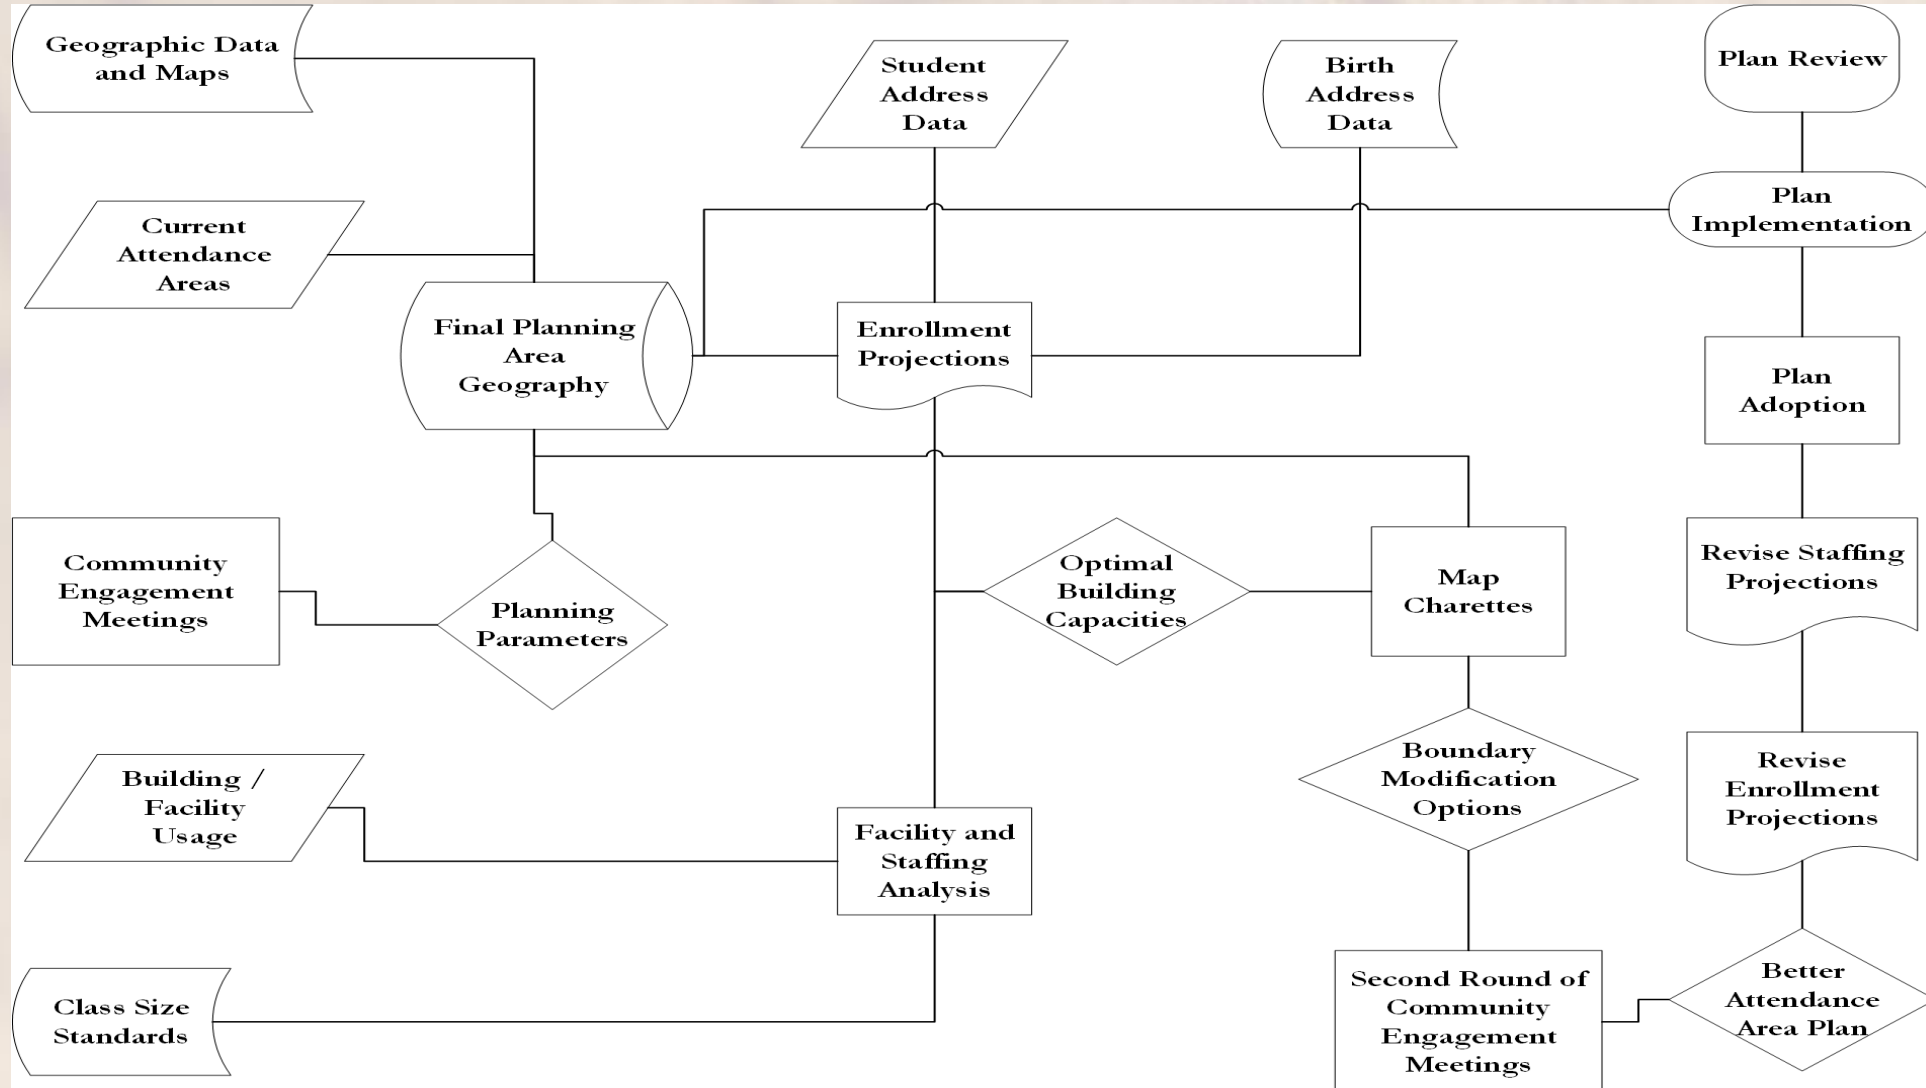 Geographic Data
and Maps
Student
Address
Data
Birth
Address
Data
Plan Review
Current
Attendance
Areas
Plan
Implementation
Final Planning
Area
Geography
Enrollment
Projections
Plan
Adoption
Community
Engagement
Meetings
Planning
Parameters
Optimal
Building
Capacities
Map
Charettes
Revise Staffing
Projections
Building /
Facility
Usage
Facility and
Staffing
Analysis
Boundary
Modification
Options
Revise
Enrollment
Projections
Class Size
Standards
Second Round of
Community
Engagement
Meetings
Better
Attendance
Area Plan